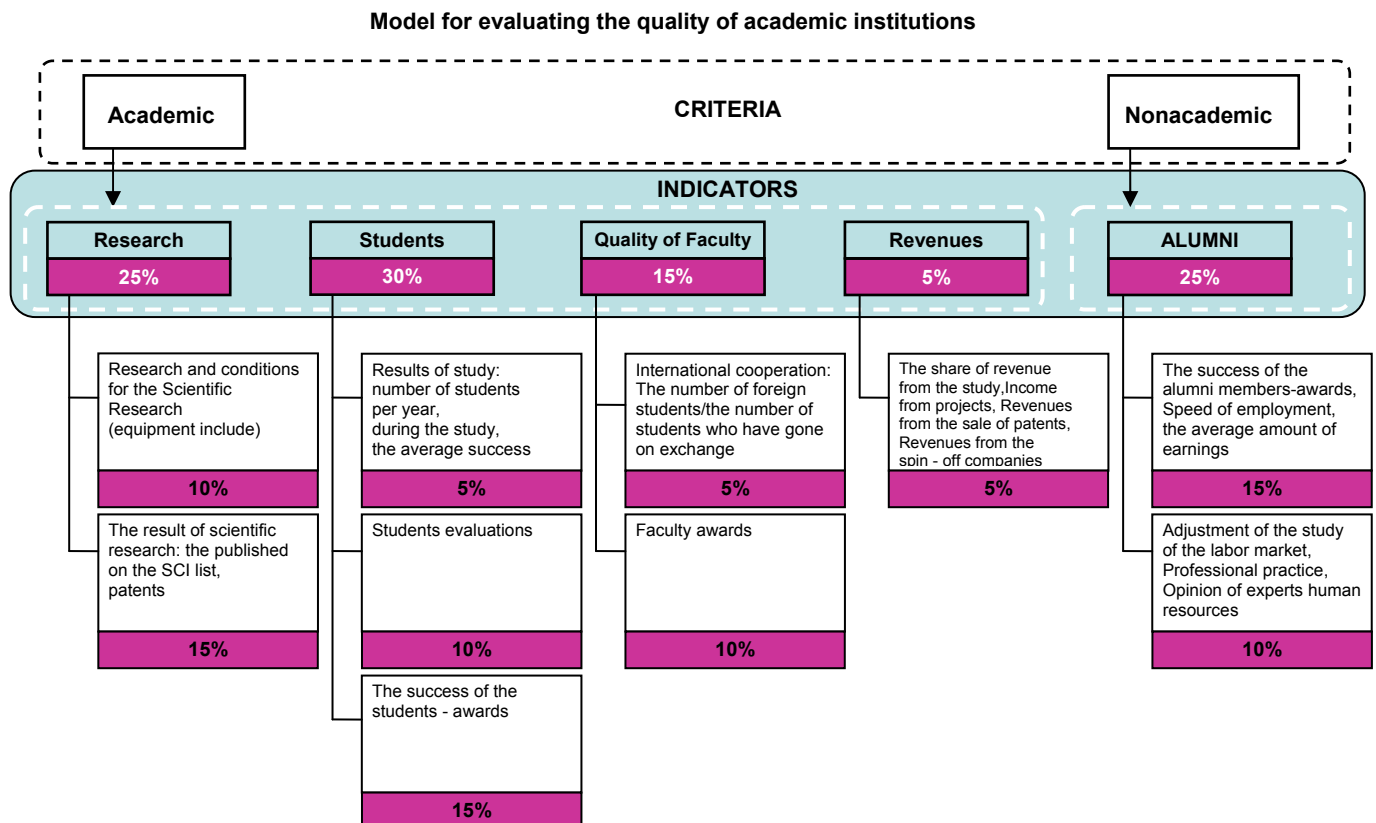 Model for evaluating the quality of academic institutions
Academic
CRITERIA
Nonacademic
INDICATORS
Research
25%
Students
30%
Quality of Faculty
15%
Revenues
5%
ALUMNI
25%
Research and conditions
for the Scientific
Research
(equipment include)
10%
The result of scientific
research: the published
on the SCI list,
patents
15%
Results of study:
number of students
per year,
during the study,
the average success
5%
Students evaluations
10%
The success of the
students - awards
15%
International cooperation:
The number of foreign
students/the number of
students who have gone
on exchange
5%
Faculty awards
10%
The share of revenue
from the study,Income
from projects, Revenues
from the sale of patents,
Revenues from the
spin - off companies
5%
The success of the
alumni members-awards,
Speed of employment,
the average amount of
earnings
15%
Adjustment of the study
of the labor market,
Professional practice,
Opinion of experts human
resources
10%